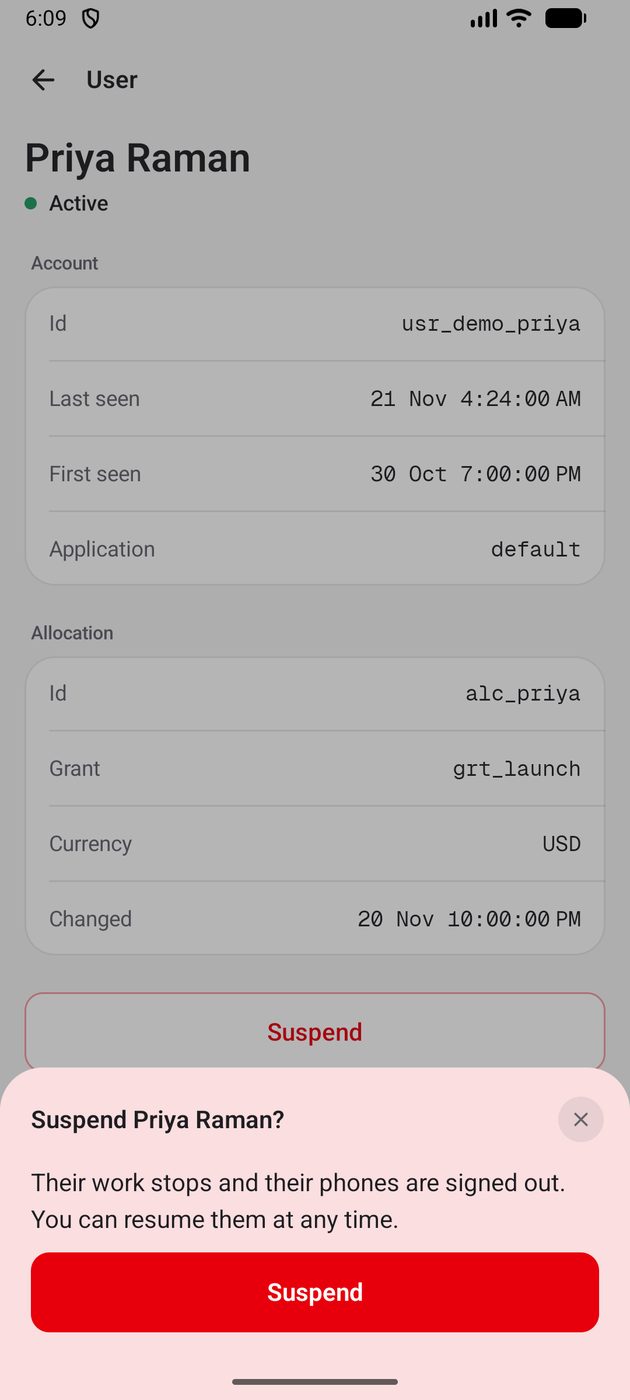 6:09
User
Priya Raman
Active
Account
Id usr_demo_priya
Last seen 21 Nov 4:24:00 AM
First seen 30 Oct 7:00:00 PM
Application default
Allocation
Id alc_priya
Grant grt_launch
Currency USD
Changed 20 Nov 10:00:00 PM
Suspend
Suspend Priya Raman?
Their work stops and their phones are signed out.
You can resume them at any time.
Suspend